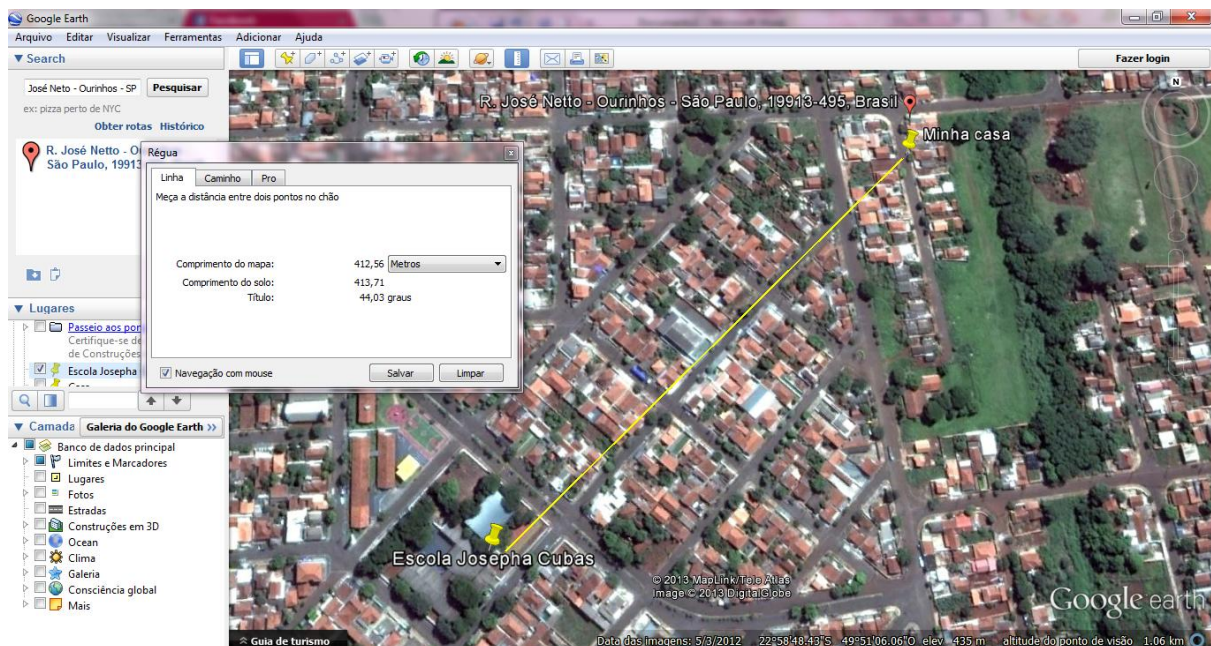 Google Earth
Arquivo Editar Visualizar Ferramentas Adicionar Ajuda
Search
Fazer login
José Neto - Ourinhos - SP Pesquisar
ex: pizza perto de NYC
Obter rotas Histórico
R. José Netto - O
São Paulo, 19913
Régua
Linha Caminho Pro
Meça a distância entre dois pontos no chão
Comprimento do mapa: 412,56 Metros
Comprimento do solo: 413,71
Título: 44,03 graus
Navegação com mouse Salvar Limpar
Lugares
Passeio aos pon
Certifique-se de
de Construções
Escola Josepha
Camada Galeria do Google Earth >>
Banco de dados principal
Limites e Marcadores
Lugares
Fotos
Estradas
Construções em 3D
Ocean
Clima
Galeria
Consciência global
Mais
N
R. José Netto - Ourinhos - São Paulo, 19913-495, Brasil
Minha casa
Escola Josepha Cubas
© 2013 MapLink/Tele Atlas
Image © 2013 DigitalGlobe
Google earth
Guia de turismo
Data das imagens: 5/3/2012 22°58'48.43"S 49°51'06.06"O elev 435 m altitude do ponto de visão 1.06 km